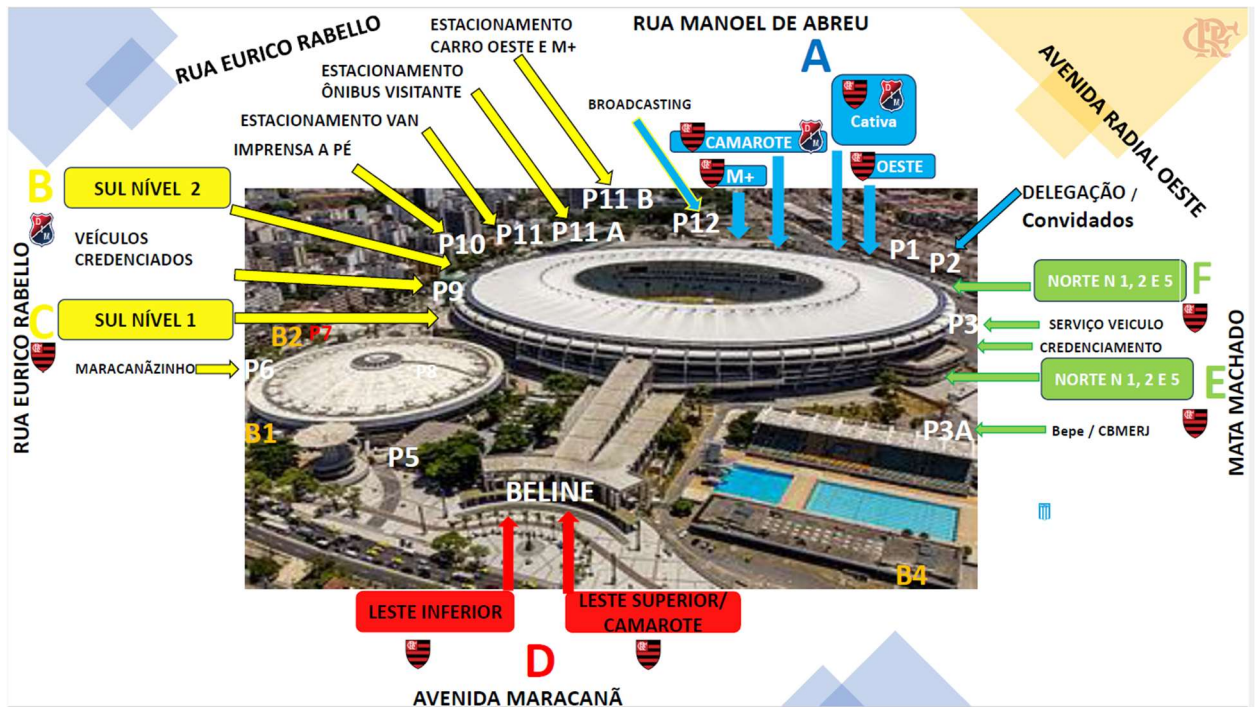 RUA EURICO RABELLO
ESTACIONAMENTO
CARRO OESTE E M+
RUA MANOEL DE ABREU
A
ESTACIONAMENTO
ÔNIBUS VISITANTE
BROADCASTING
ESTACIONAMENTO VAN
IMPRENSA A PÉ
CAMAROTE
M+
Cativa
OESTE
AVENIDA RADIAL OESTE
DELEGAÇÃO /
Convidados
B
SUL NÍVEL 2
VEÍCULOS
CREDENCIADOS
C
SUL NÍVEL 1
MARACANÃZINHO
RUA EURICO RABELLO
P11 B
P12
P10
P11
P11 A
P1
P2
P9
P3
B2
P7
P6
P8
B1
P5
P3A
BELINE
B4
NORTE N 1, 2 E 5
F
SERVIÇO VEICULO
CREDENCIAMENTO
NORTE N 1, 2 E 5
E
Bepe / CBMERJ
MATA MACHADO
LESTE INFERIOR
LESTE SUPERIOR/
CAMAROTE
D
AVENIDA MARACANÃ